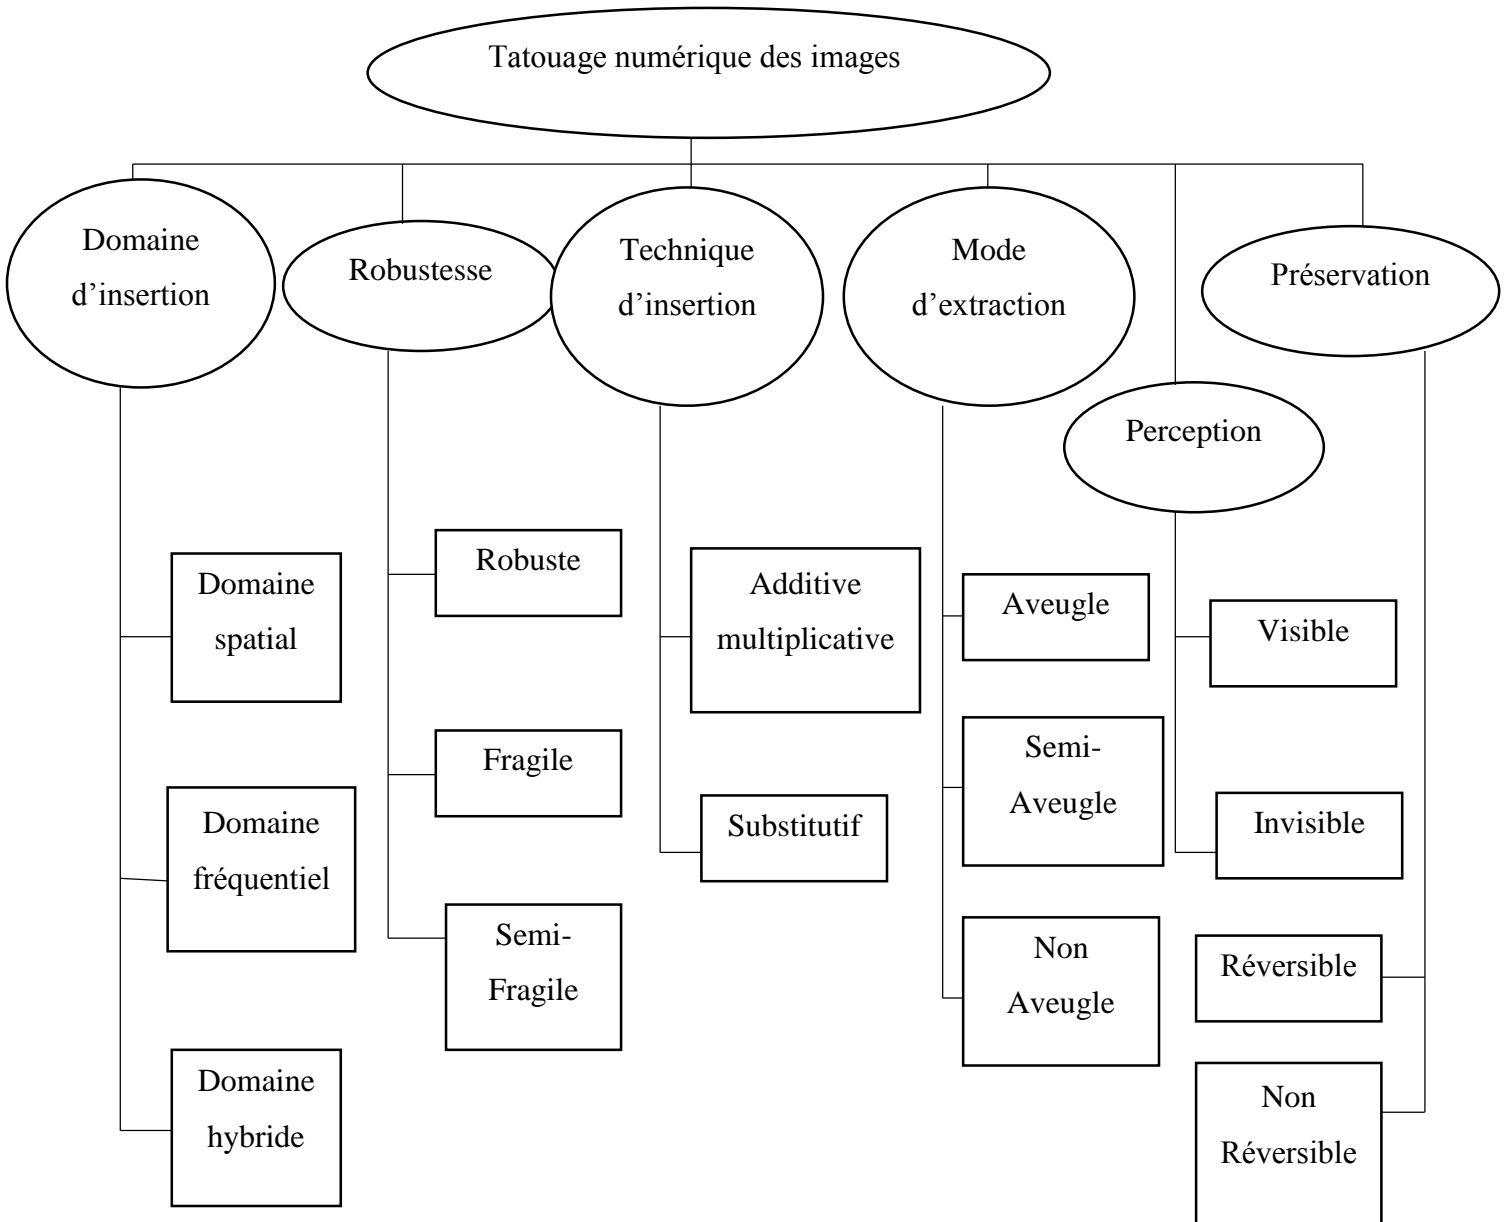 Tatouage numérique des images
Domaine
d’insertion
Robustesse
Technique
d’insertion
Mode
d’extraction
Préservation
Perception
Domaine
spatial
Domaine
fréquentiel
Domaine
hybride
Robuste
Fragile
Semi-
Fragile
Additive
multiplicative
Substitutif
Aveugle
Semi-
Aveugle
Non
Aveugle
Visible
Invisible
Réversible
Non
Réversible